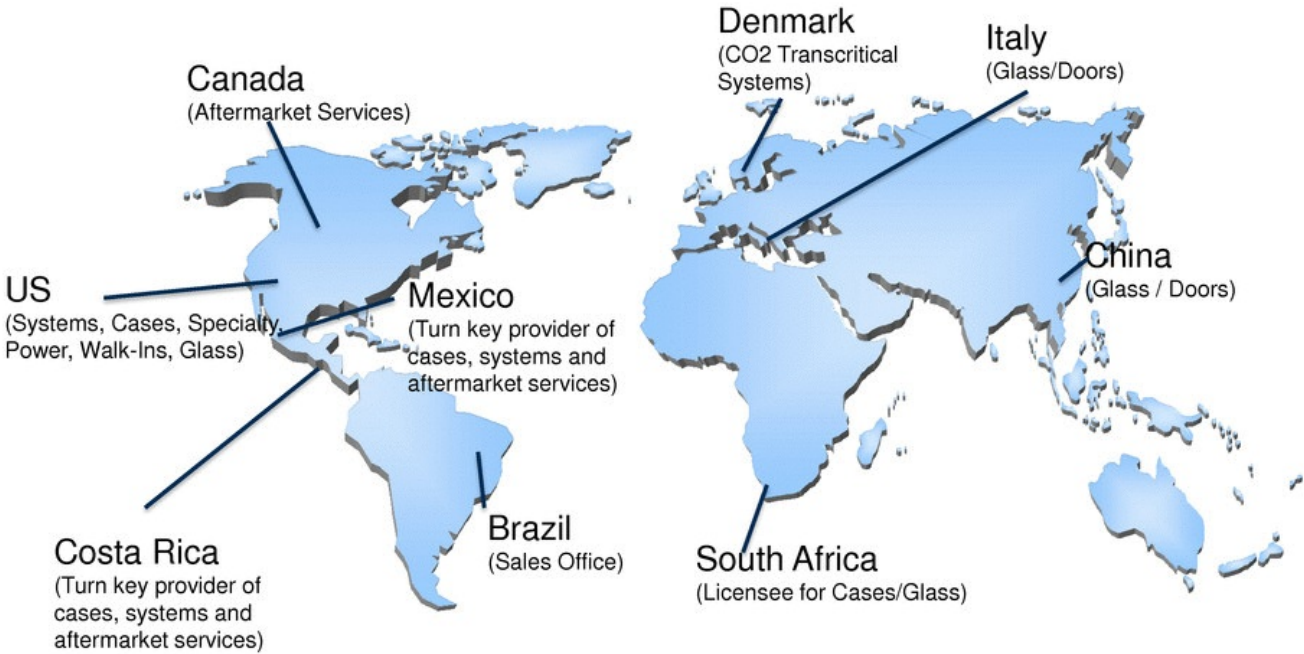 Denmark
(CO2 Transcritical
Systems)
Italy
(Glass/Doors)
Canada
(Aftermarket Services)
China
(Glass / Doors)
US
(Systems, Cases, Specialty,
Power, Walk-Ins, Glass)
Mexico
(Turn key provider of
cases, systems and
aftermarket services)
Brazil
(Sales Office)
Costa Rica
(Turn key provider of
cases, systems and
aftermarket services)
South Africa
(Licensee for Cases/Glass)